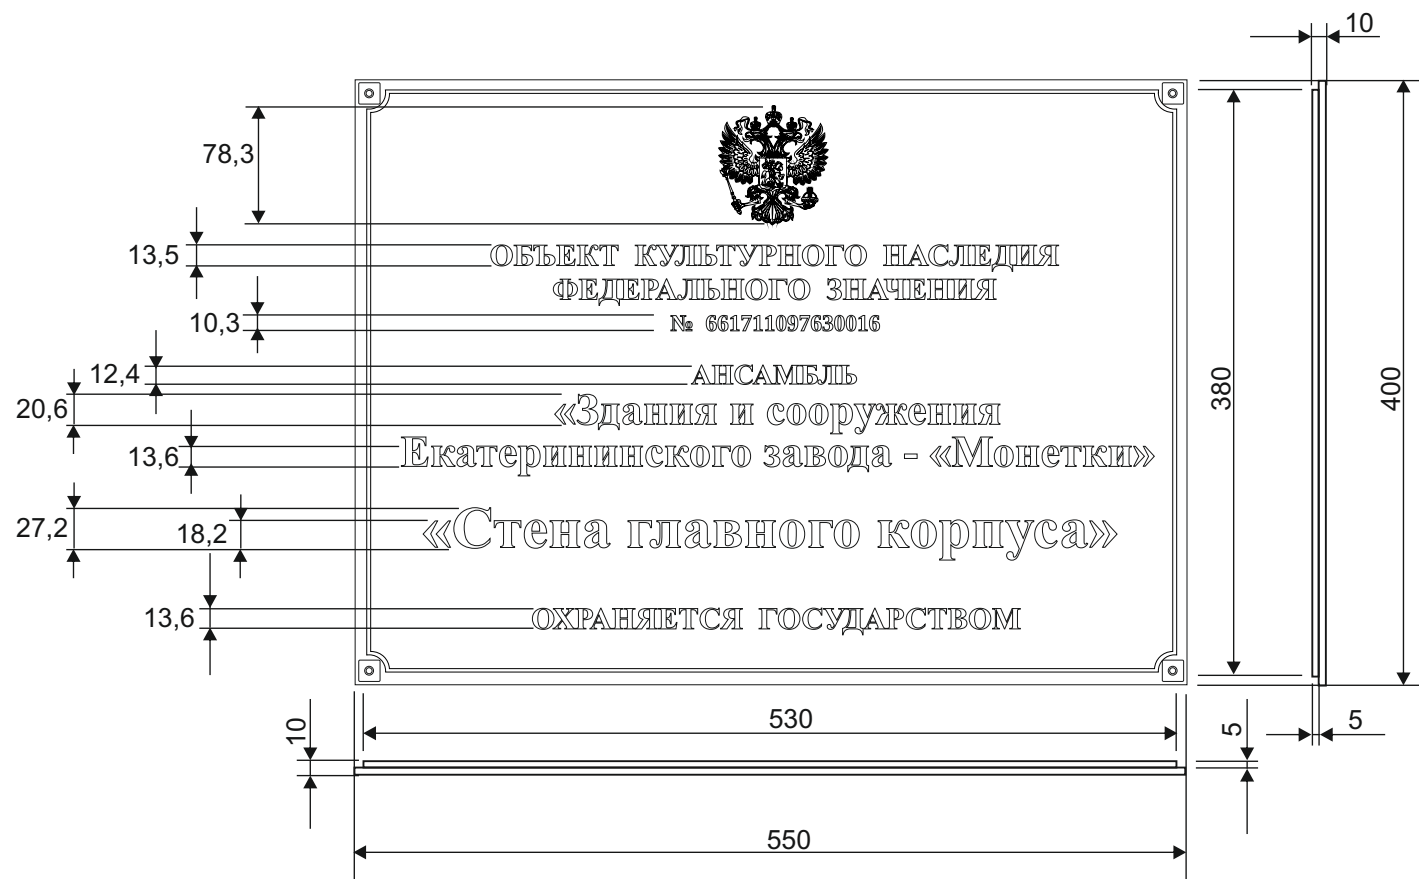 10
78,3
13,5
ОБЪЕКТ КУЛЬТУРНОГО НАСЛЕДИЯ
ФЕДЕРАЛЬНОГО ЗНАЧЕНИЯ
10,3
№ 661711097630016
12,4
АНСАМБЛЬ
380
400
20,6
«Здания и сооружения
13,6
Екатерининского завода - «Монетки»
27,2
18,2
«Стена главного корпуса»
13,6
ОХРАНЯЕТСЯ ГОСУДАРСТВОМ
10
530
5
5
550